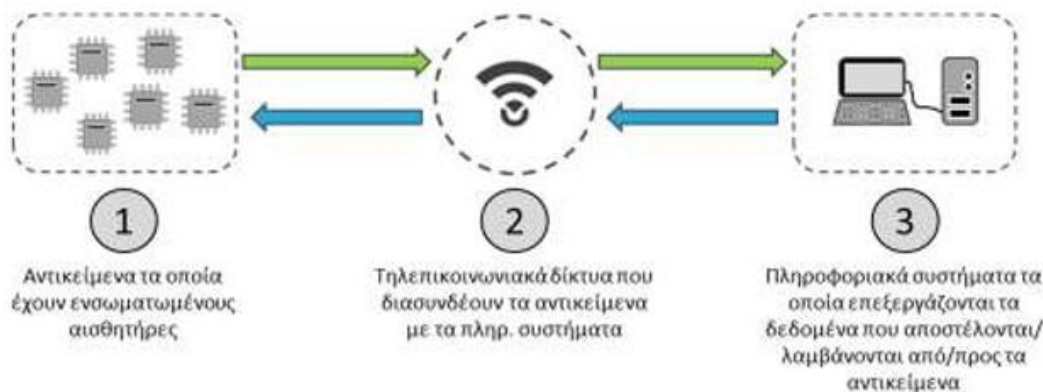 1
Αντικείμενα τα οποία
έχουν ενσωματωμένους
αισθητήρες
2
Τηλεπικοινωνιακά δίκτυα που
διασυνδέουν τα αντικείμενα
με τα πληρ. συστήματα
3
Πληροφοριακά συστήματα τα
οποία επεξεργάζονται τα
δεδομένα που αποστέλονται/
λαμβάνονται από/προς τα
αντικείμενα